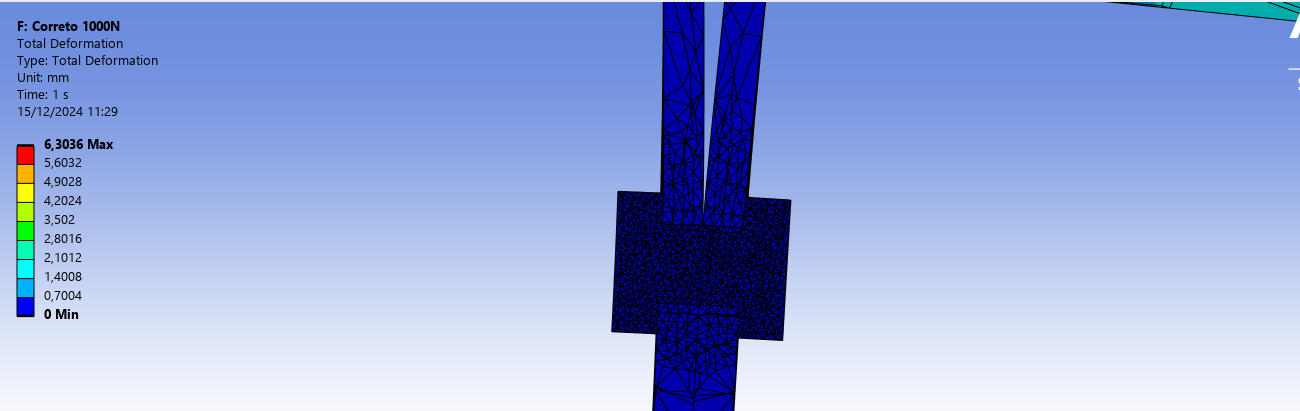 F: Correto 1000N
Total Deformation
Type: Total Deformation
Unit: mm
Time: 1 s
15/12/2024 11:29
6,3036 Max
5,6032
4,9028
4,2024
3,502
2,8016
2,1012
1,4008
0,7004
0 Min